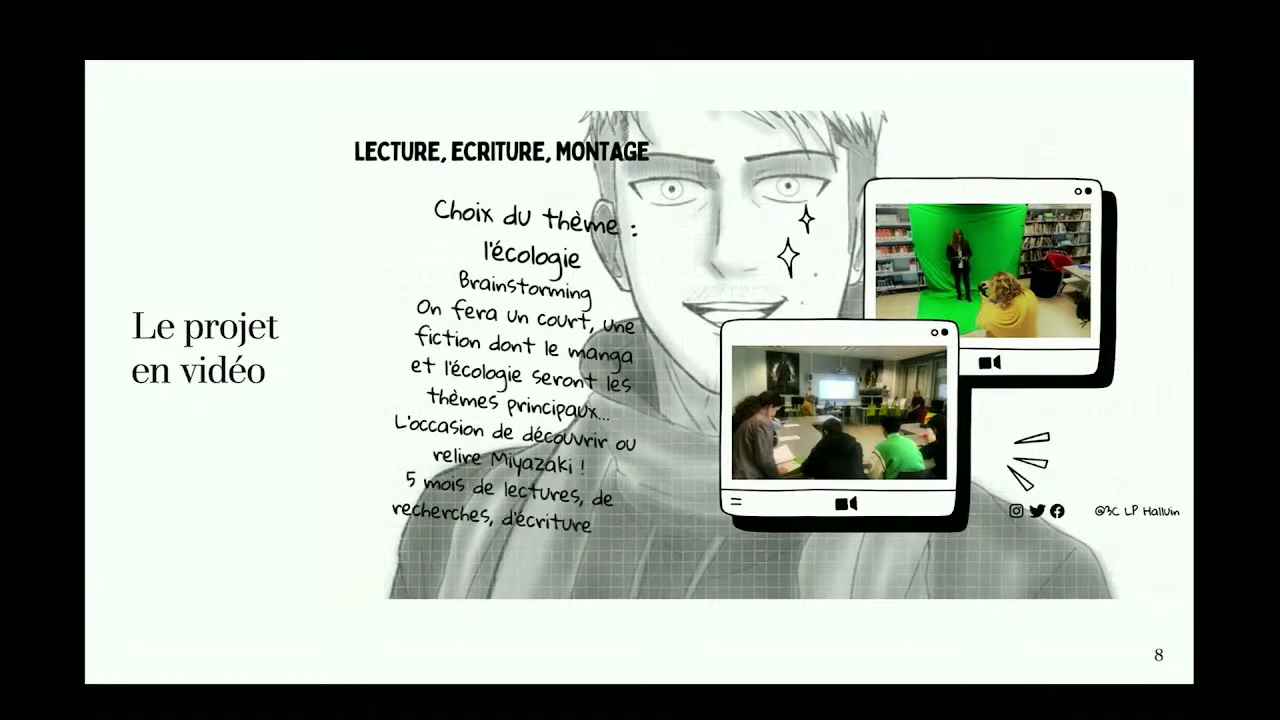 LECTURE, ECRITURE, MONTAGE
Choix du thème :
l'écologie
Brainstorming
On fera un court, une
fiction dont le manga
et l'écologie seront les
thèmes principaux...
L'occasion de découvrir ou
relire Miyazaki !
5 mois de lectures, de
recherches, d'écriture
Le projet
en vidéo
@3C LP Halluin
8